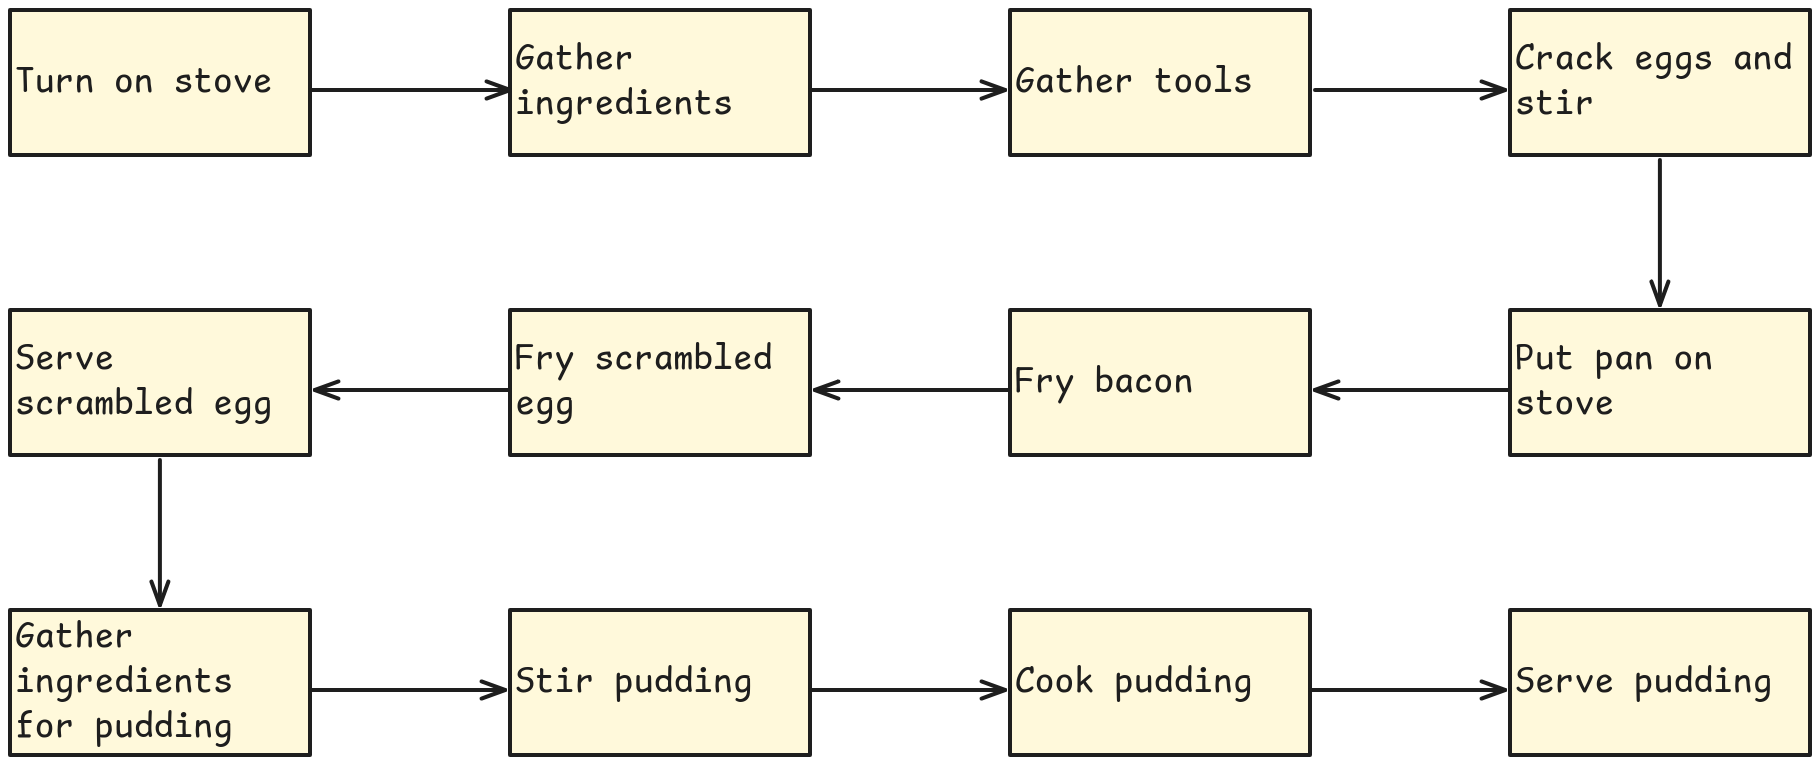 Turn on stove
Gather
ingredients
Gather tools
Crack eggs and
stir
Put pan on
stove
Fry bacon
Fry scrambled
egg
Serve
scrambled egg
Gather
ingredients
for pudding
Stir pudding
Cook pudding
Serve pudding